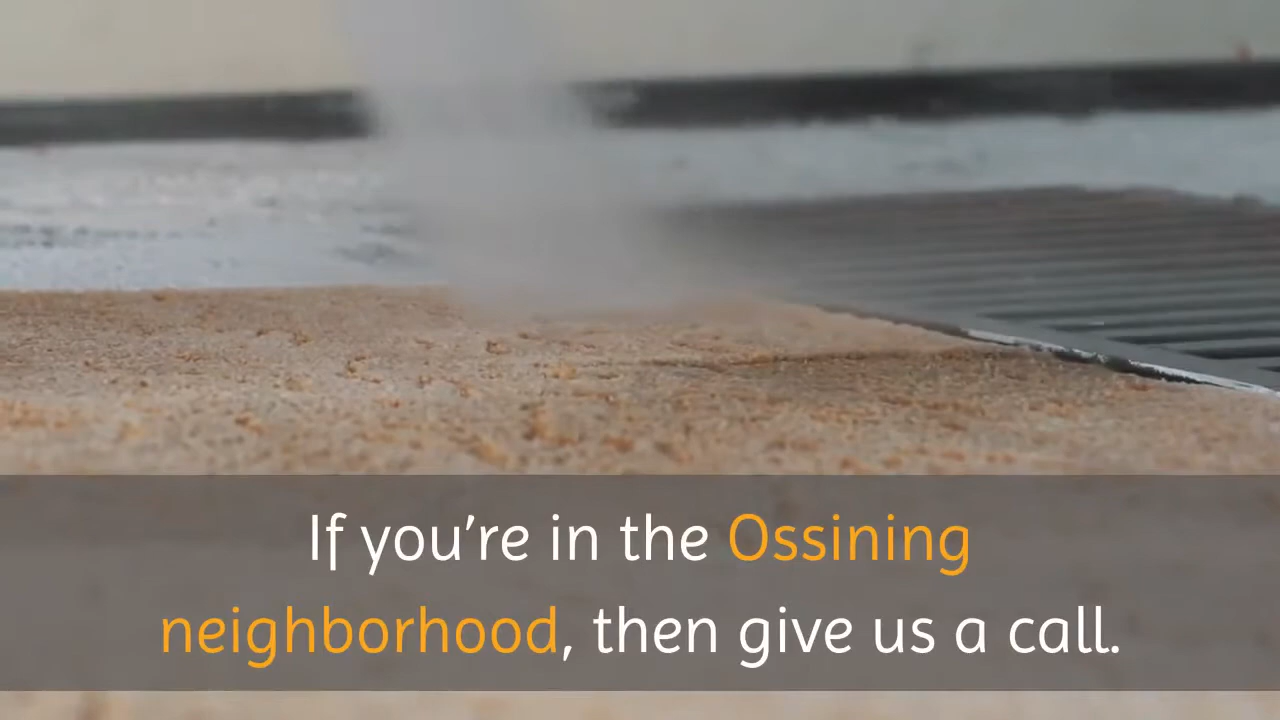 If you’re in the Ossining
neighborhood, then give us a call.